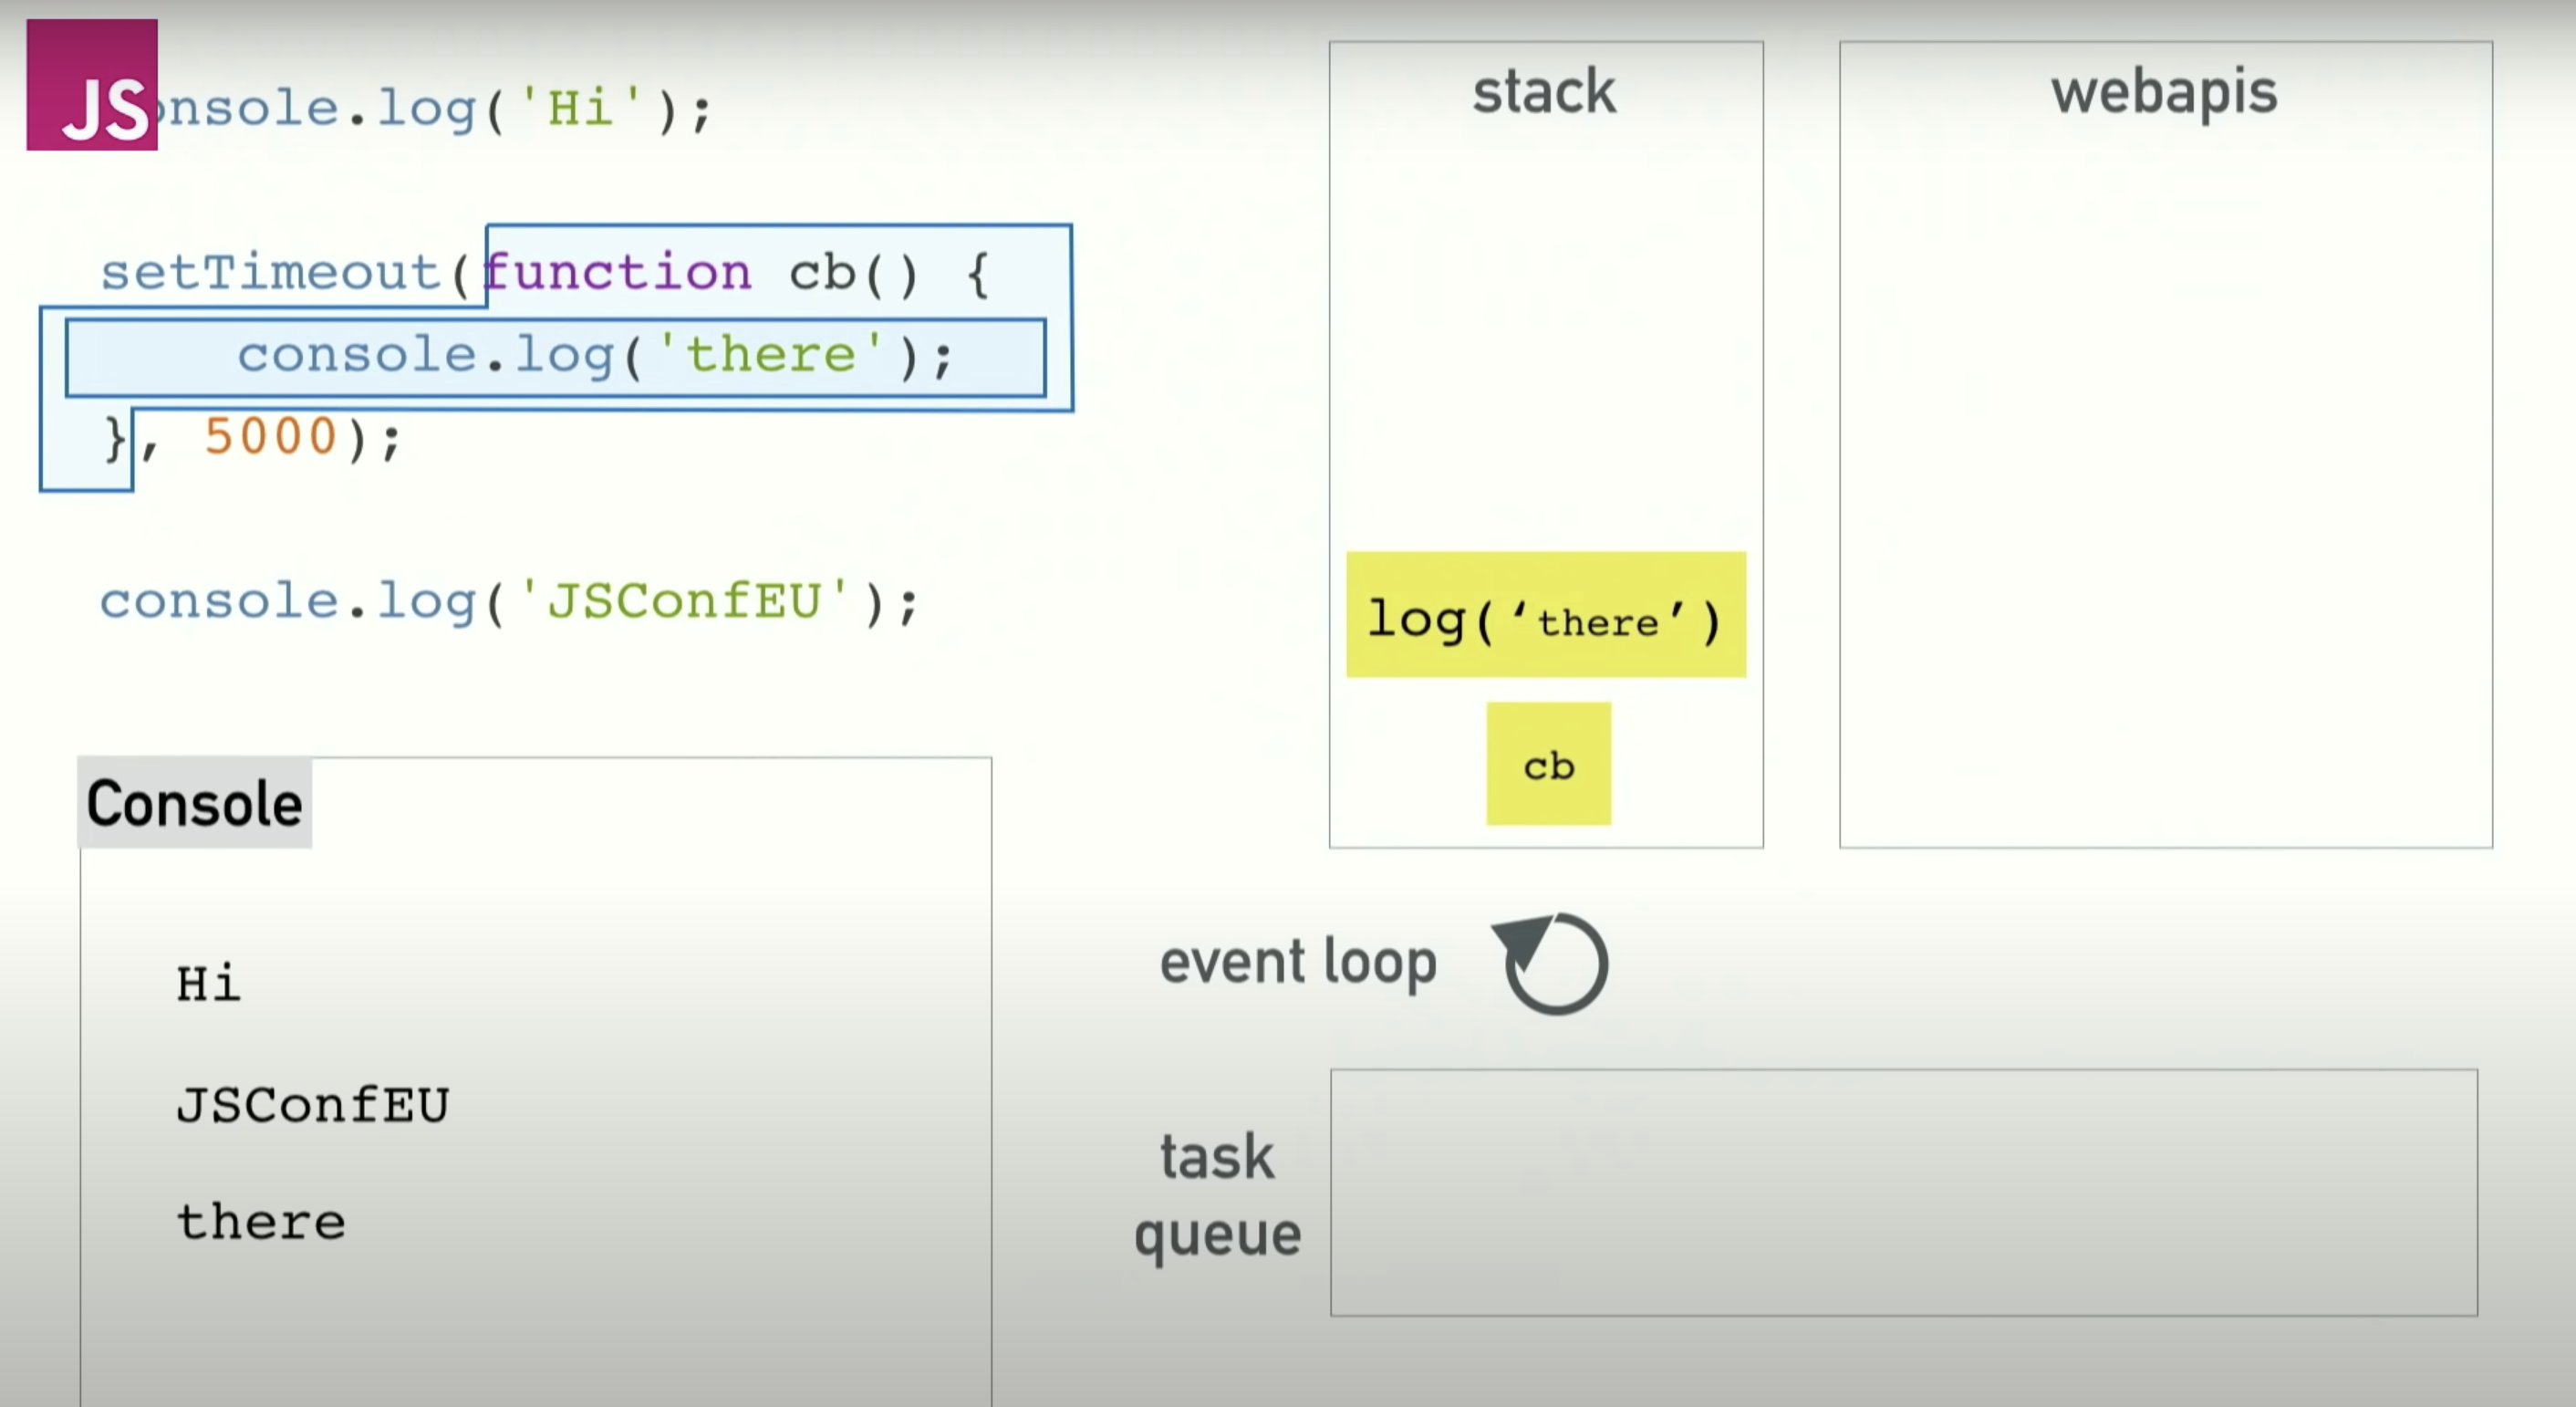 JS
onsole.log('Hi');
setTimeout(function cb() {
console.log('there');
}, 5000);
console.log('JSConfEU');
Console
Hi
JSConfEU
there
stack
log(‘there’)
cb
webapis
event loop
task
queue